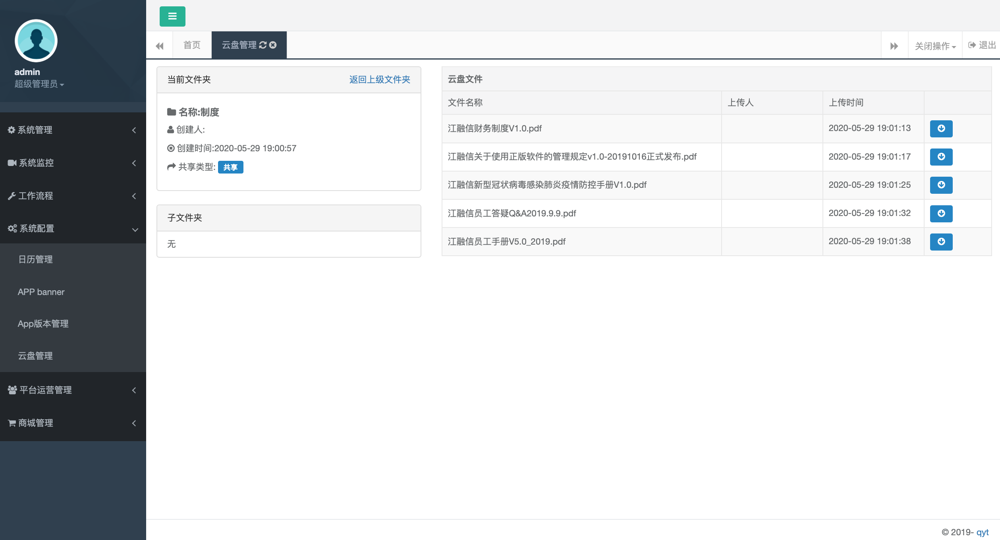 admin
超级管理员
系统管理
系统监控
工作流程
系统配置
日历管理
APP banner
App版本管理
云盘管理
平台运营管理
商城管理
首页
云盘管理
关闭操作
退出
当前文件夹
返回上级文件夹
名称:制度
创建人:
创建时间:2020-05-29 19:00:57
共享类型: 共享
子文件夹
无
云盘文件
文件名称 上传人 上传时间
江融信财务制度V1.0.pdf 2020-05-29 19:01:13
江融信关于使用正版软件的管理规定v1.0-20191016正式发布.pdf 2020-05-29 19:01:17
江融信新型冠状病毒感染肺炎疫情防控手册V1.0.pdf 2020-05-29 19:01:25
江融信员工答疑Q&A2019.9.9.pdf 2020-05-29 19:01:32
江融信员工手册V5.0_2019.pdf 2020-05-29 19:01:38
© 2019- qyt